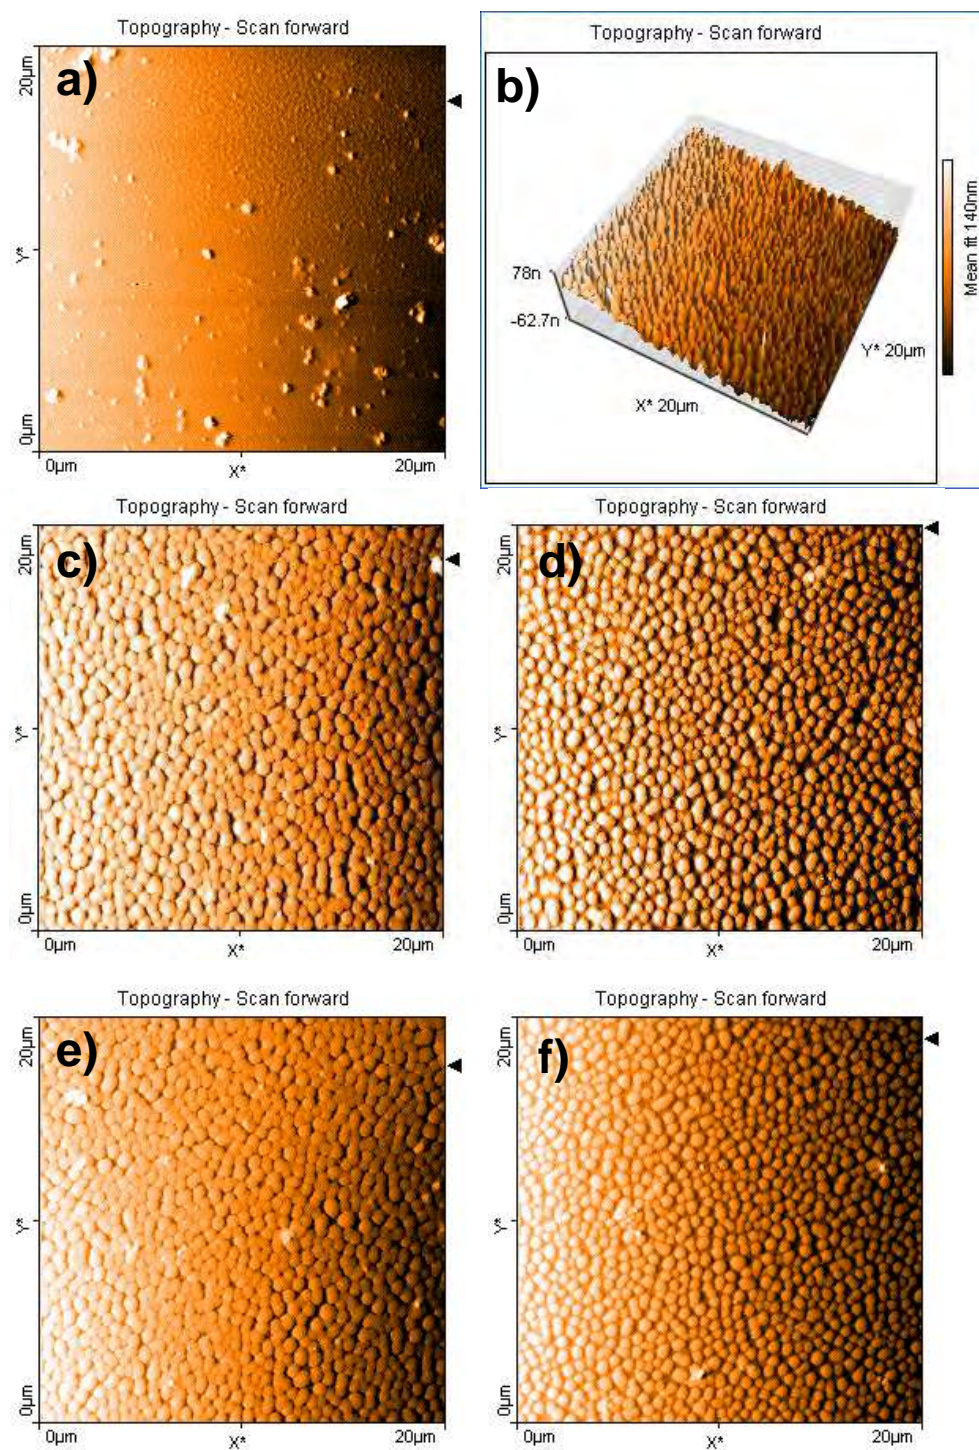 Topography - Scan forward
a)
20µm
Y*
0µm
0µm
X*
20µm
Topography - Scan forward
b)
78n
-62.7n
X* 20µm
Y* 20µm
Mean fit 140nm
Topography - Scan forward
c)
20µm
Y*
0µm
0µm
X*
20µm
Topography - Scan forward
d)
20µm
Y*
0µm
0µm
X*
20µm
Topography - Scan forward
e)
20µm
Y*
0µm
0µm
X*
20µm
Topography - Scan forward
f)
20µm
Y*
0µm
0µm
X*
20µm